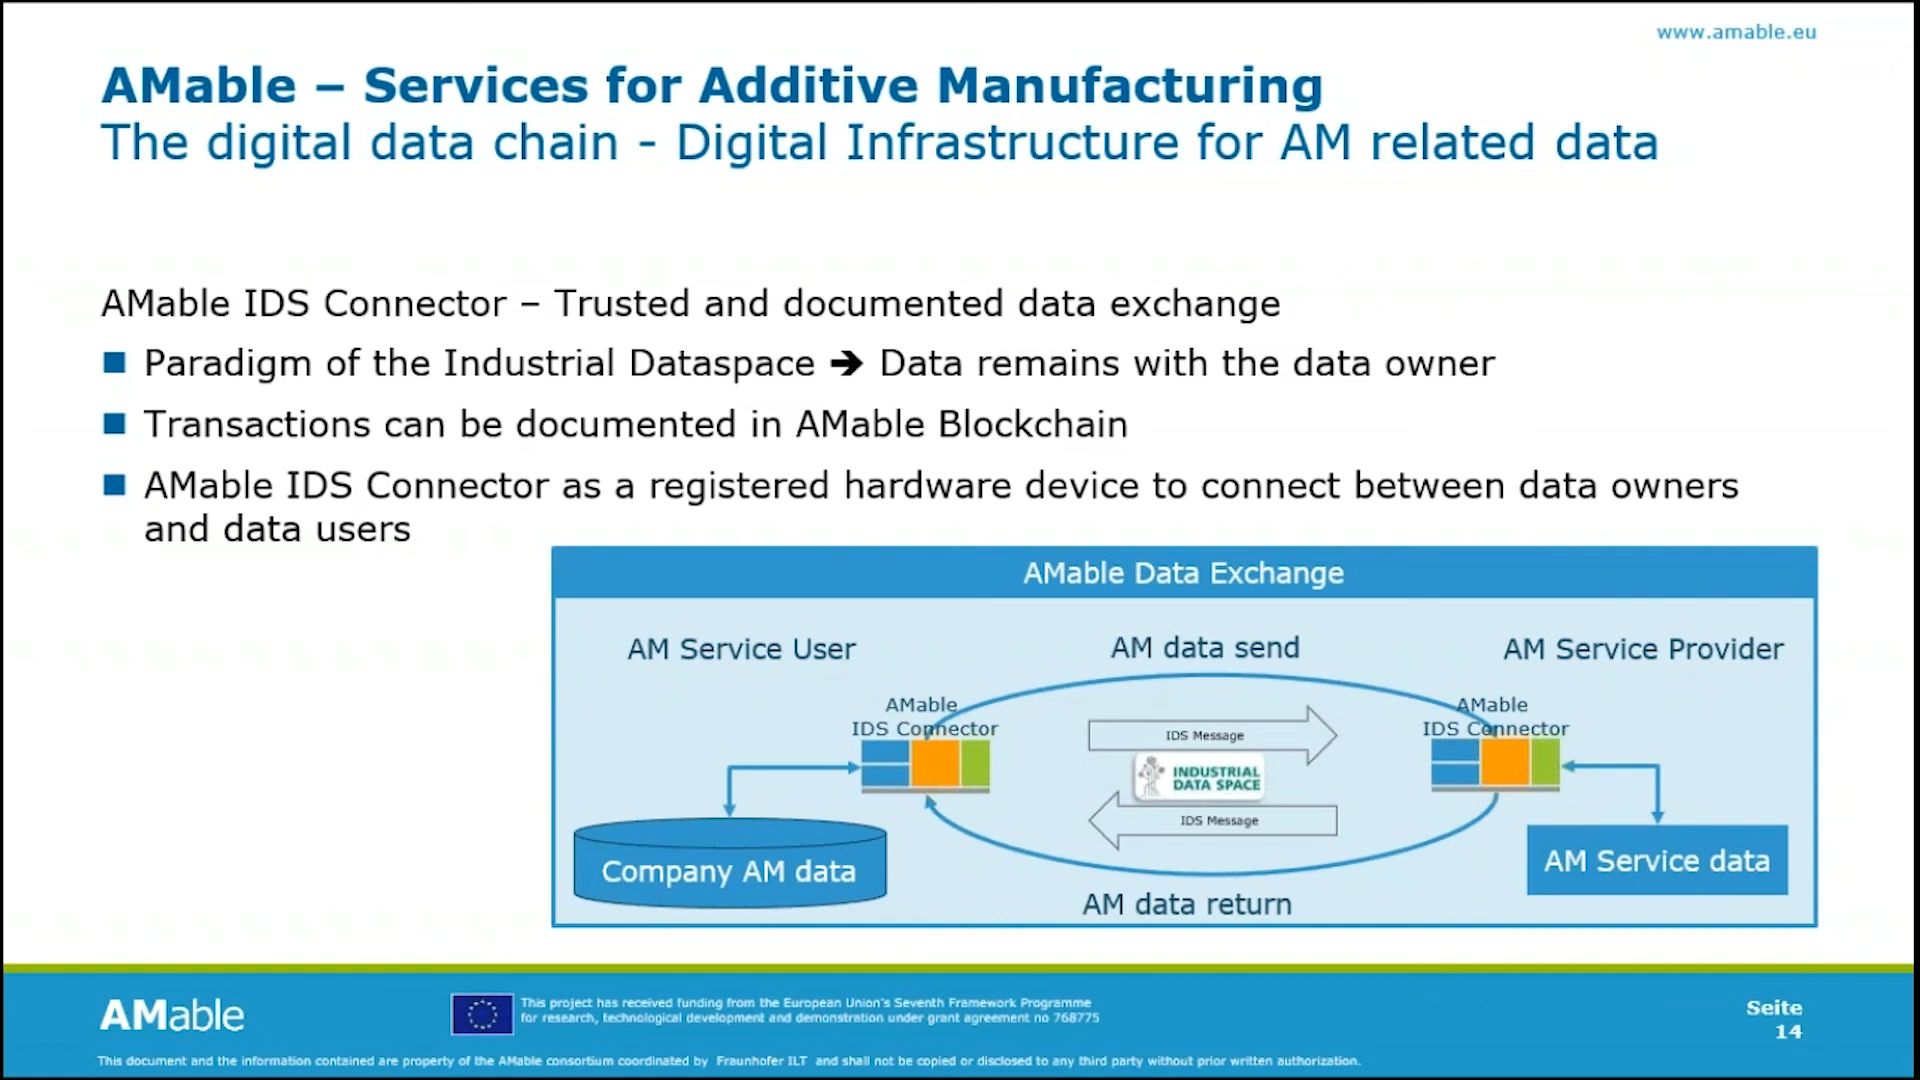 www.amable.eu
AMable – Services for Additive Manufacturing
The digital data chain - Digital Infrastructure for AM related data
AMable IDS Connector – Trusted and documented data exchange
Paradigm of the Industrial Dataspace ➔ Data remains with the data owner
Transactions can be documented in AMable Blockchain
AMable IDS Connector as a registered hardware device to connect between data owners
and data users
AMable Data Exchange
AM Service User
AM data send
AM Service Provider
AMable
IDS Connector
AMable
IDS Connector
IDS Message
INDUSTRIAL
DATA SPACE
IDS Message
Company AM data
AM Service data
AM data return
AMable
This project has received funding from the European Union's Seventh Framework Programme
for research, technological development and demonstration under grant agreement no 768775
Seite
14
This document and the information contained are property of the AMable consortium coordinated by Fraunhofer ILT and shall not be copied or disclosed to any third party without prior written authorization.